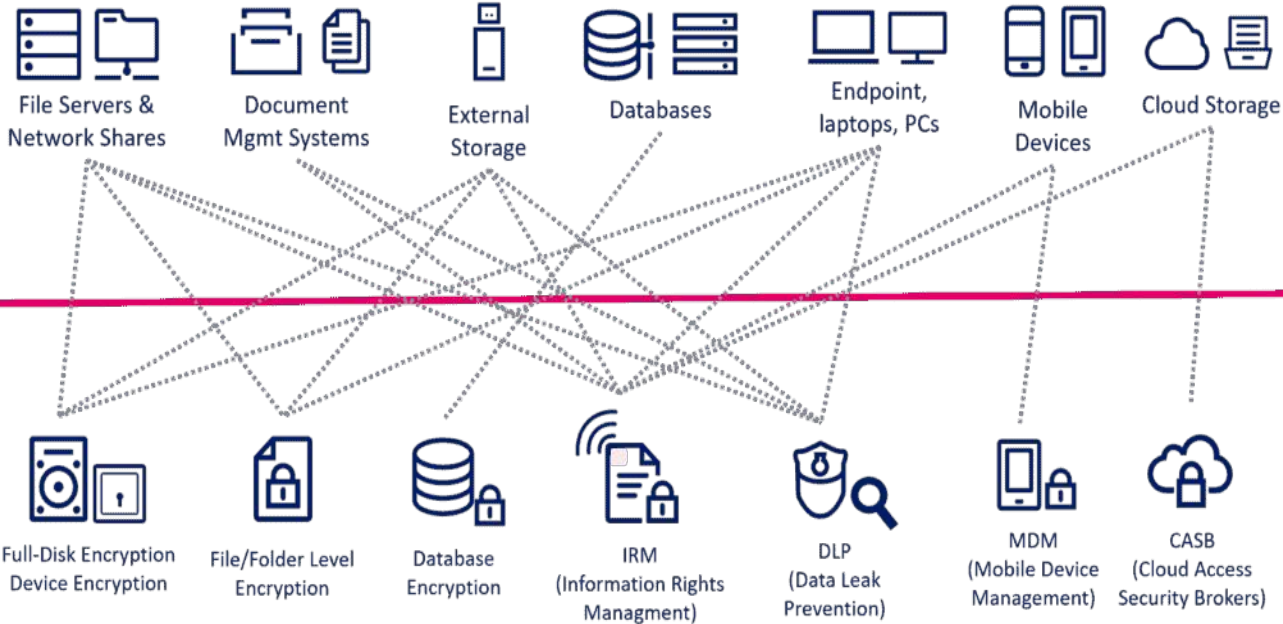 File Servers &
Network Shares
Document
Mgmt Systems
External
Storage
Databases
Endpoint,
laptops, PCs
Mobile
Devices
Cloud Storage
Full-Disk Encryption
Device Encryption
File/Folder Level
Encryption
Database
Encryption
IRM
(Information Rights
Managment)
DLP
(Data Leak
Prevention)
MDM
(Mobile Device
Management)
CASB
(Cloud Access
Security Brokers)